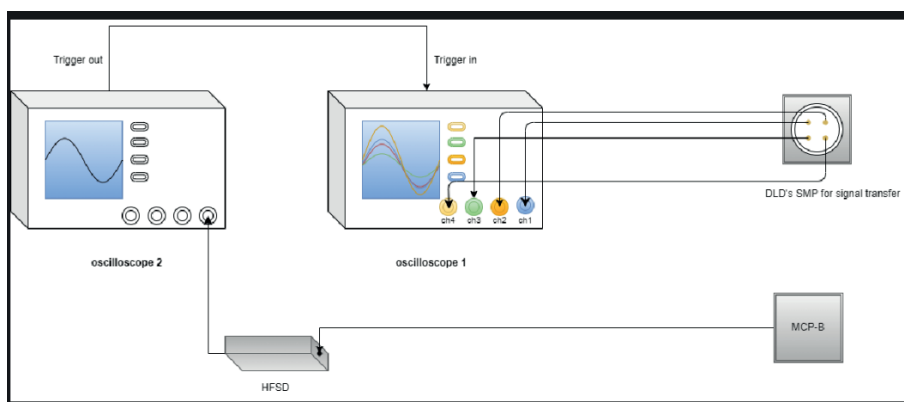 Trigger out
Trigger in
ch4
ch3
ch2
ch1
DLD's SMP for signal transfer
oscilloscope 2
oscilloscope 1
MCP-B
HFSD